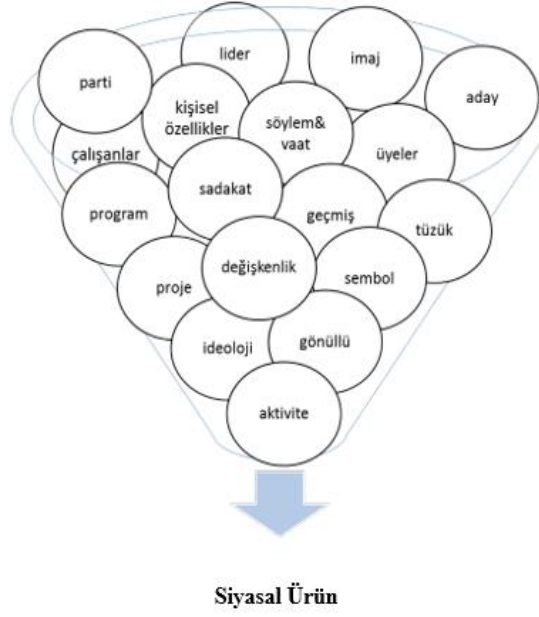 lider
imaj
parti
aday
kişisel
özellikler
söylem&
vaat
çalışanlar
üyeler
sadakat
program
geçmiş
tüzük
değişkenlik
proje
sembol
ideoloji
gönüllü
aktivite
Siyasal Ürün